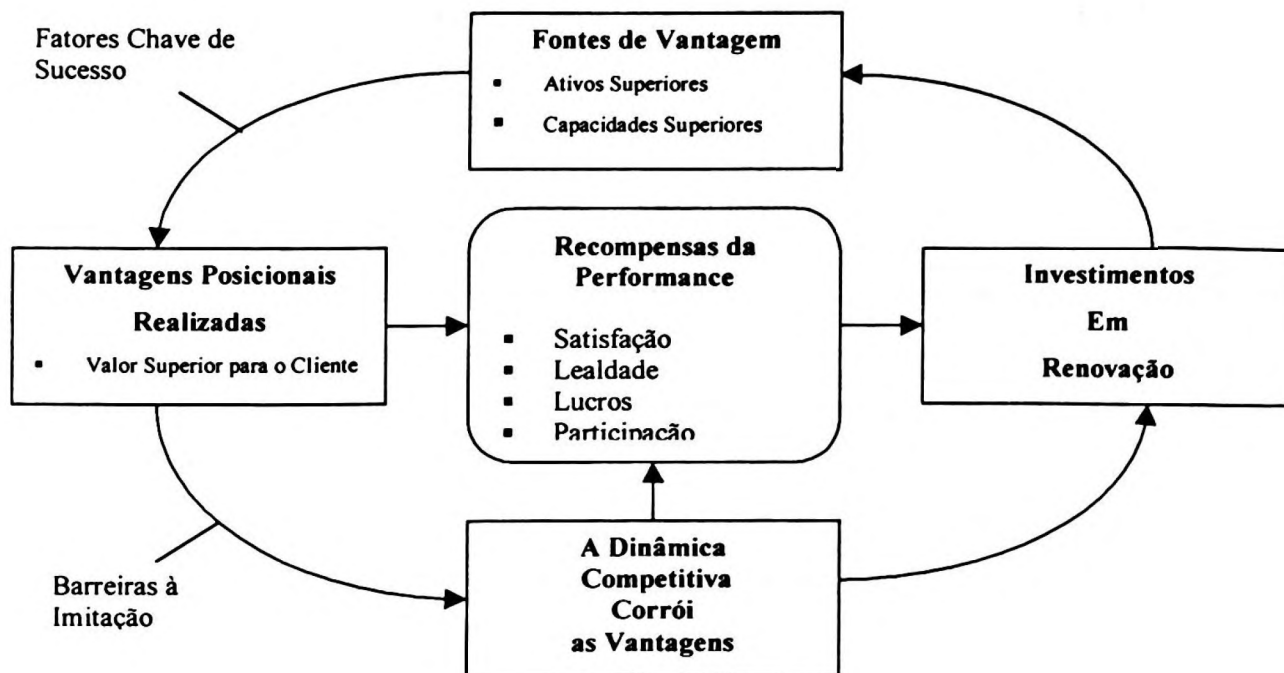 Fatores Chave de
Sucesso
Fontes de Vantagem
▪ Ativos Superiores
▪ Capacidades Superiores
Vantagens Posicionais
Realizadas
▪ Valor Superior para o Cliente
Recompensas da
Performance
▪ Satisfação
▪ Lealdade
▪ Lucros
▪ Participação
Investimentos
Em
Renovação
Barreiras à
Imitação
A Dinâmica
Competitiva
Corrói
as Vantagens